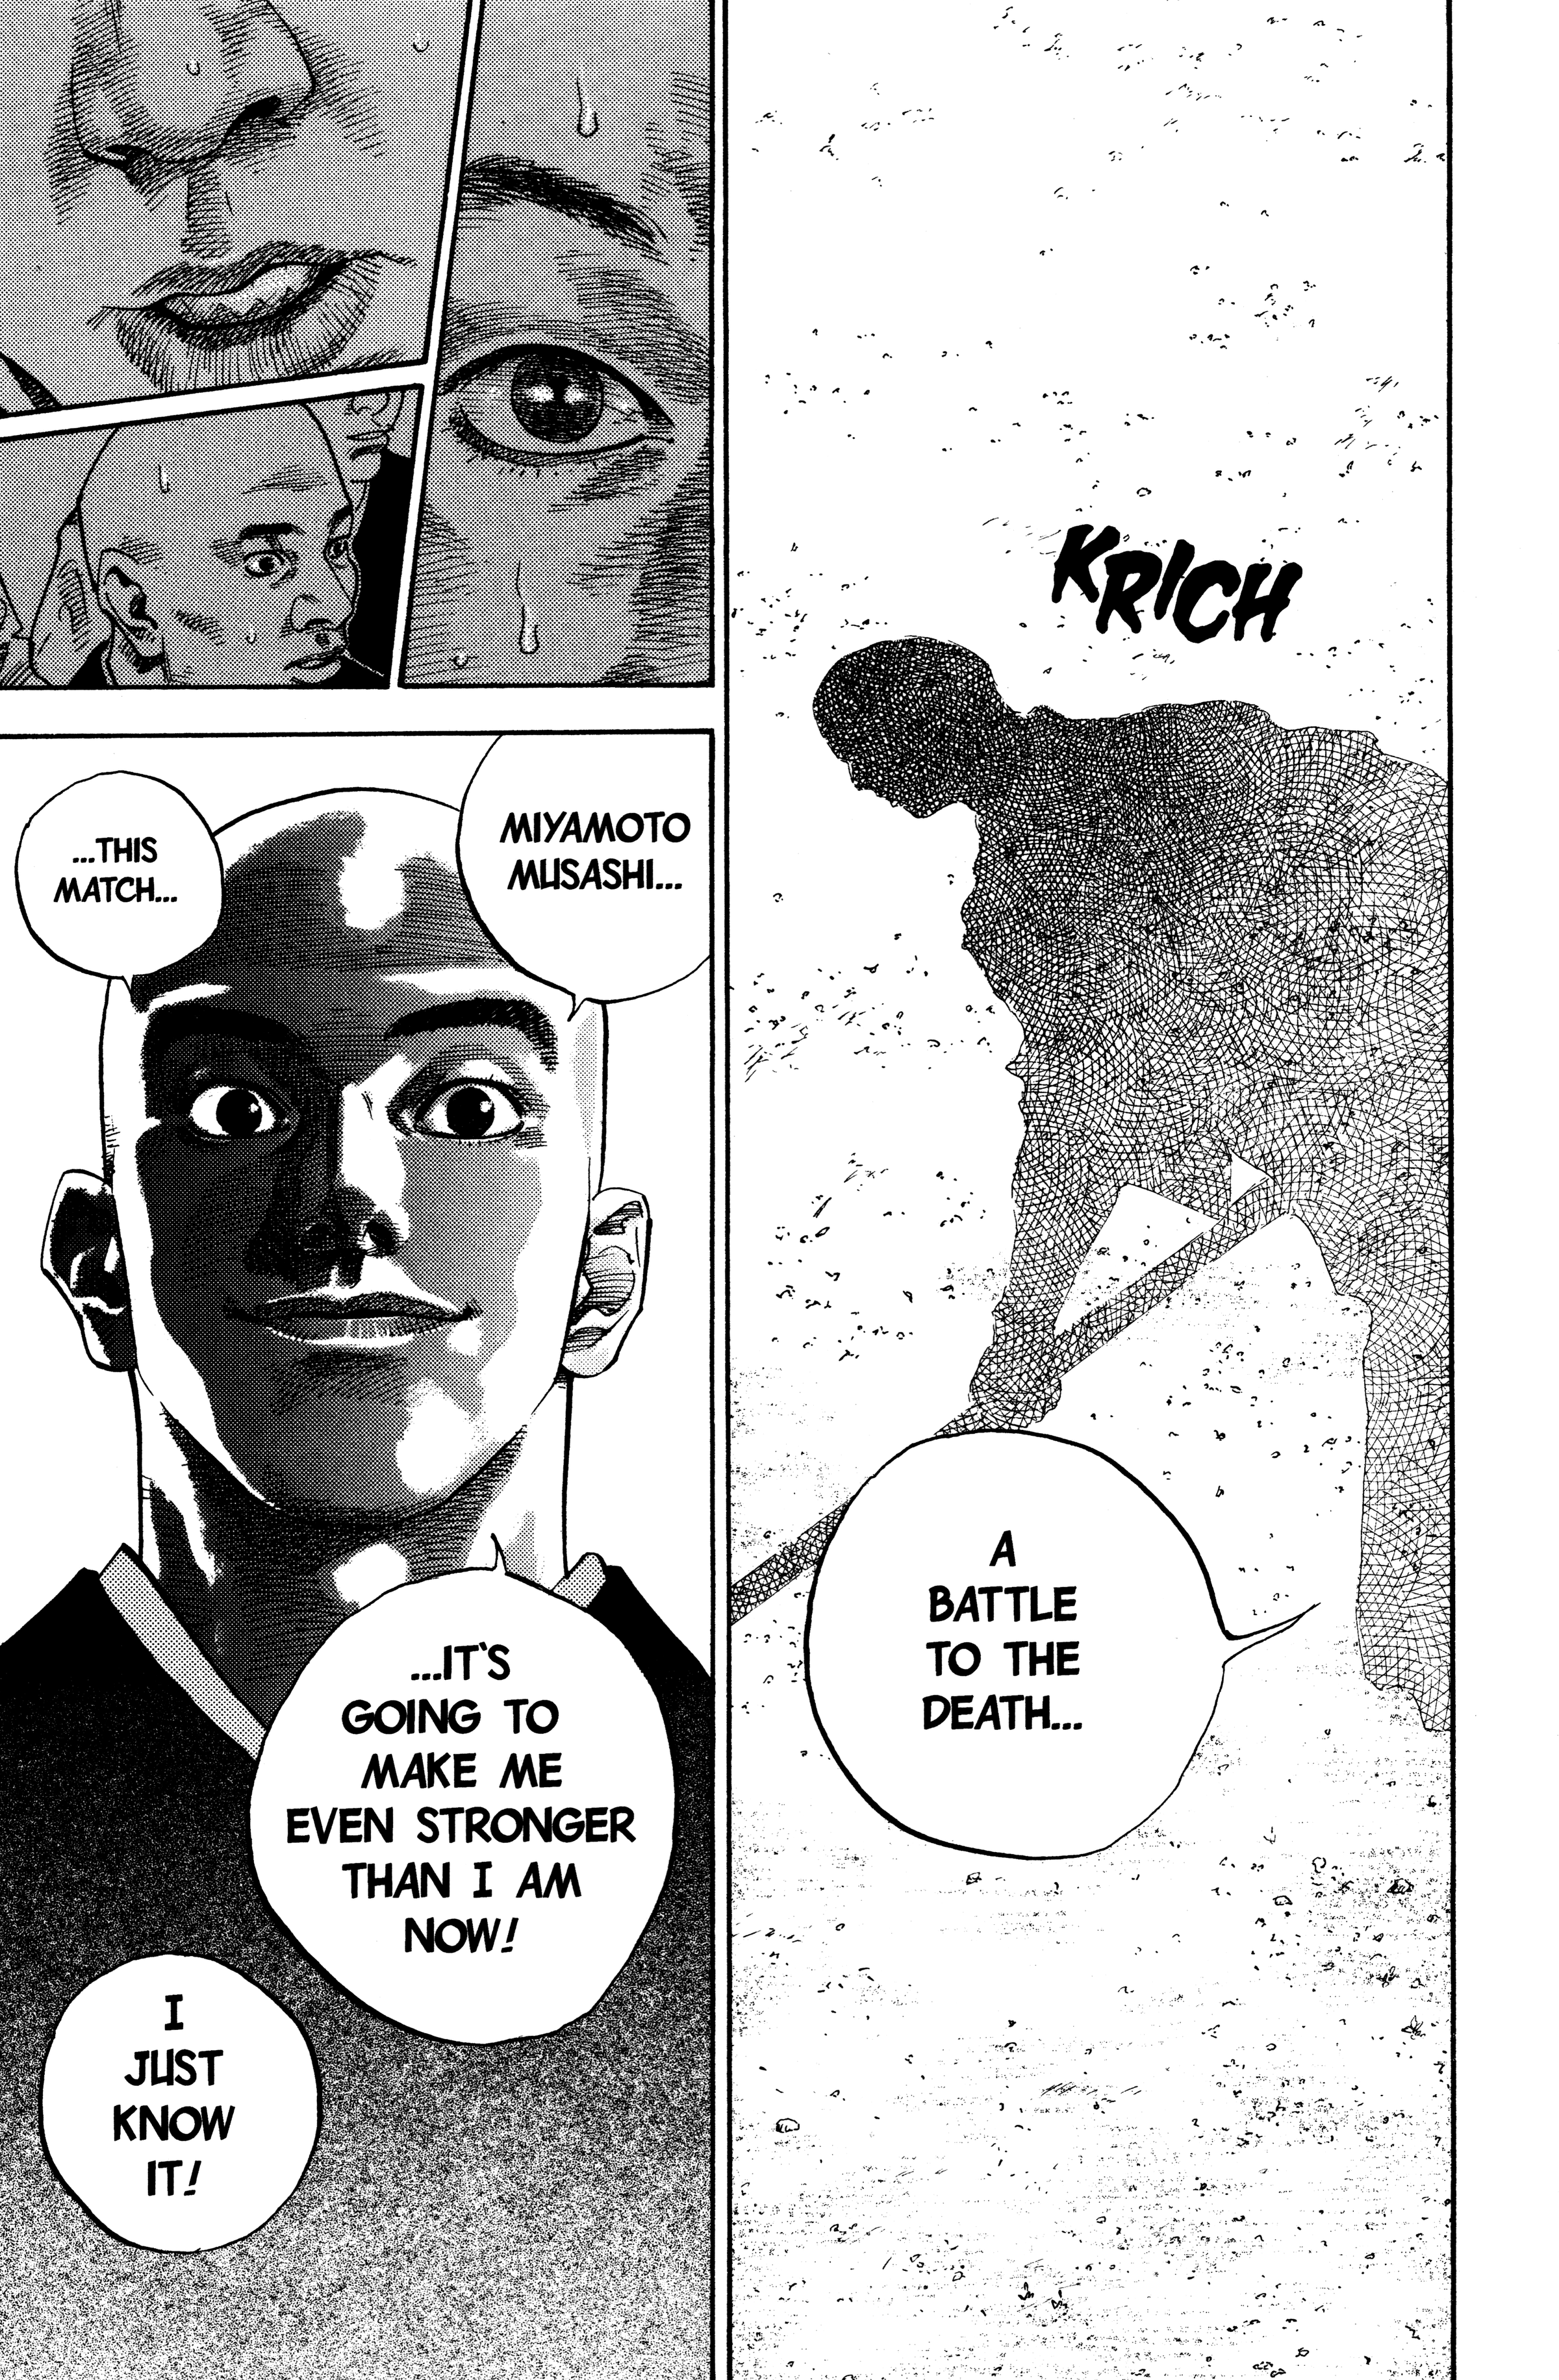 KRICH
A
BATTLE
TO THE
DEATH...
MIYAMOTO
MUSASHI...
...THIS
MATCH...
...IT'S
GOING TO
MAKE ME
EVEN STRONGER
THAN I AM
NOW!
I
JUST
KNOW
IT!